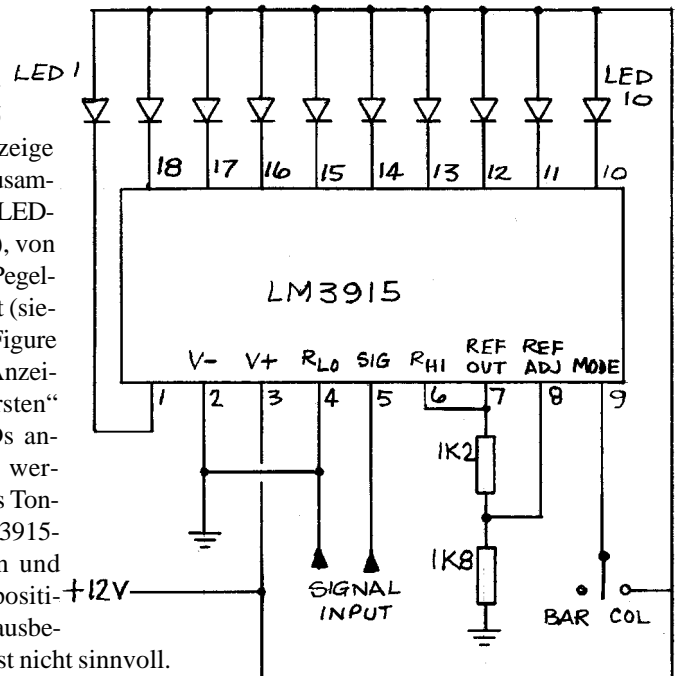 LED 1
LED
10
18 17 16 15 14 13 12 11 10
LM3915
V- V+ RLO SIG RHI REF OUT REF ADJ MODE
1 2 3 4 5 6 7 8 9
1K2
1K8
+12V
SIGNAL
INPUT
BAR COL
zeige
usam-
LED-
), von
Pegel-
t (sie-
Figure
Anzei-
rsten“
Ds an-
wer-
s Ton-
3915-
n und
positi-
ausbe-
st nicht sinnvoll.